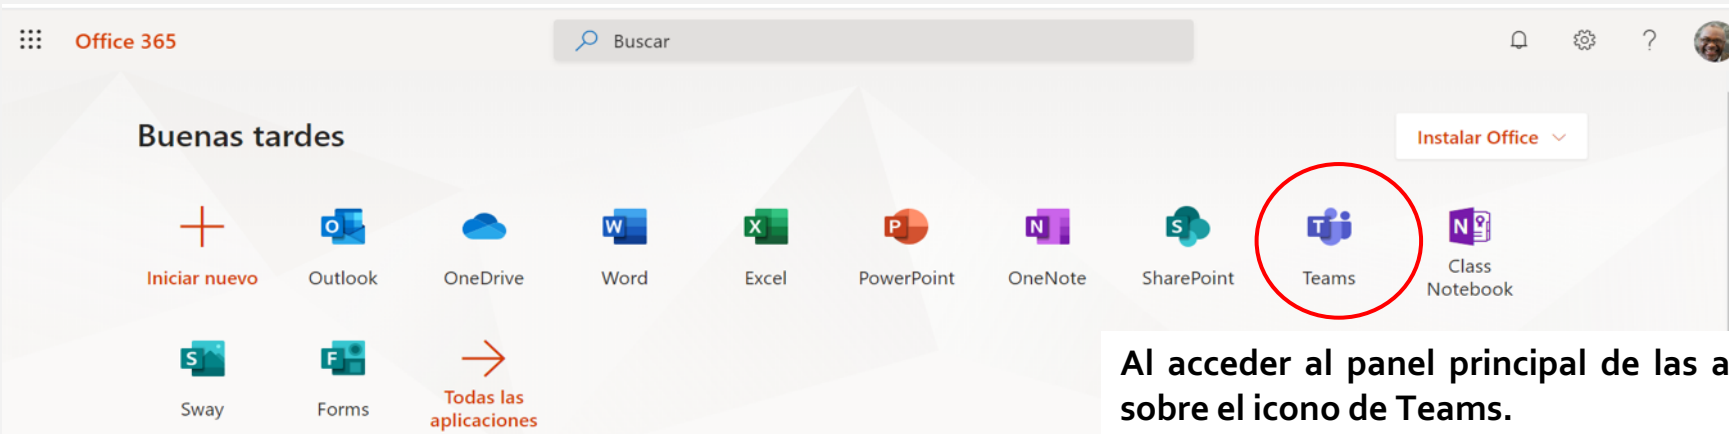 Office 365
Buscar
?
Buenas tardes
Instalar Office
Iniciar nuevo
Outlook
OneDrive
Word
Excel
PowerPoint
OneNote
SharePoint
Teams
Class
Notebook
Sway
Forms
Todas las
aplicaciones
Al acceder al panel principal de las a
sobre el icono de Teams.